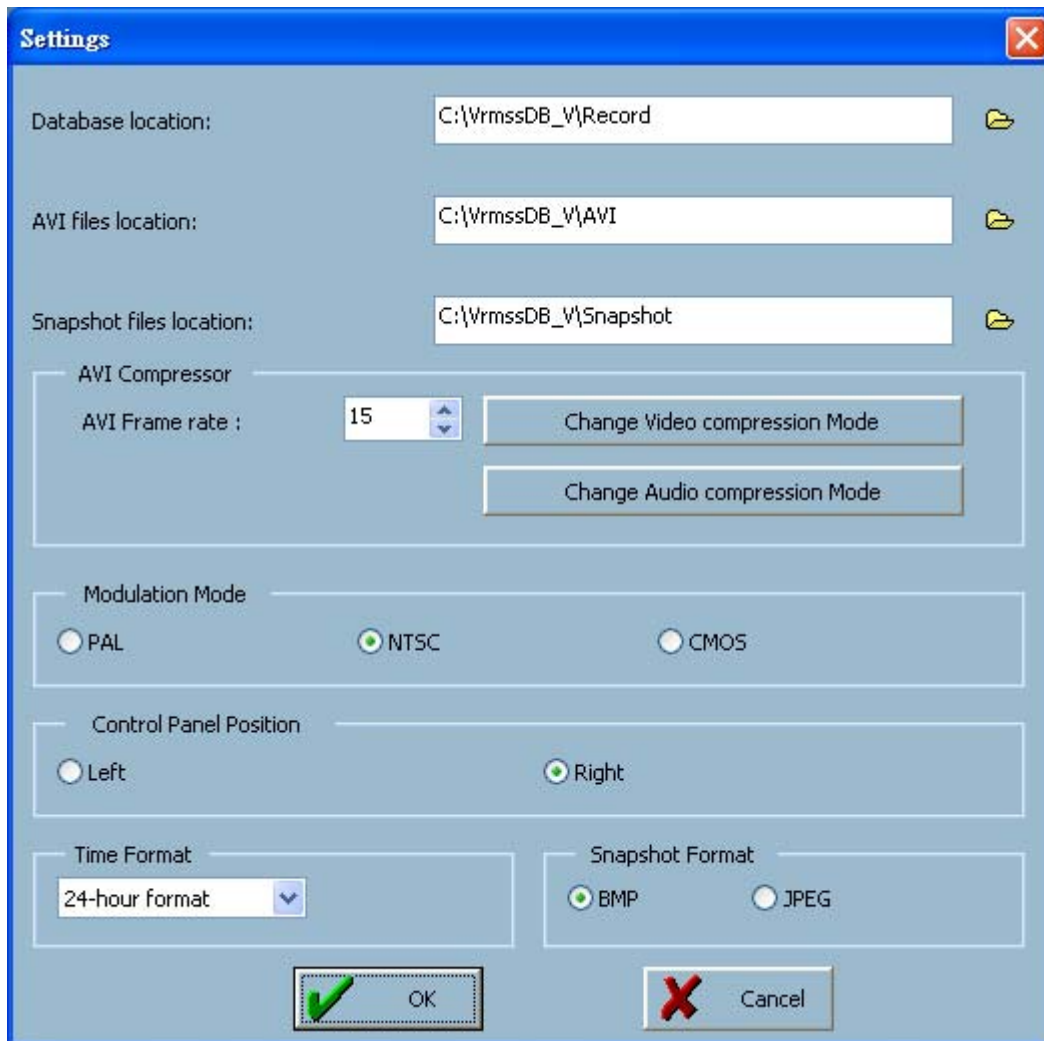 Settings
Database location: C:\VrmssDB_V\Record
AVI files location: C:\VrmssDB_V\AVI
Snapshot files location: C:\VrmssDB_V\Snapshot
AVI Compressor
AVI Frame rate : 15 Change Video compression Mode
Change Audio compression Mode
Modulation Mode
PAL NTSC CMOS
Control Panel Position
Left Right
Time Format Snapshot Format
24-hour format BMP JPEG
OK Cancel